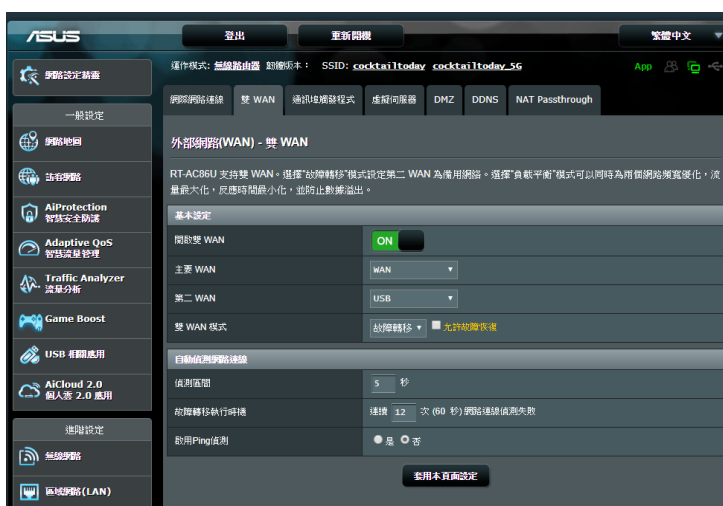 ASUS
登出 重新開機 繁體中文
網路設定精靈
運作模式: 無線路由器 韌體版本： SSID: cocktailtoday cocktailtoday_5G App
網際網路連線 雙 WAN 通訊埠觸發程式 虛擬伺服器 DMZ DDNS NAT Passthrough
一般設定
網路地圖
訪客網路
AiProtection
智慧安全防護
Adaptive QoS
智慧流量管理
Traffic Analyzer
流量分析
Game Boost
USB 相關應用
AiCloud 2.0
個人雲 2.0 應用
進階設定
無線網路
區域網路(LAN)
外部網路(WAN) - 雙 WAN
RT-AC86U 支持雙 WAN。選擇"故障轉移"模式設定第二 WAN 為備用網絡。選擇"負載平衡"模式可以同時為兩個網絡頻寬優化，流
量最大化，反應時間最小化，並防止數據溢出。
基本設定
開啟雙 WAN ON
主要 WAN WAN
第二 WAN USB
雙 WAN 模式 故障轉移 允許故障恢復
自動偵測網路連線
偵測區間 5 秒
故障轉移執行時機 連續 12 次 (60 秒) 網路連線偵測失敗
啟用Ping偵測 是 否
套用本頁面設定